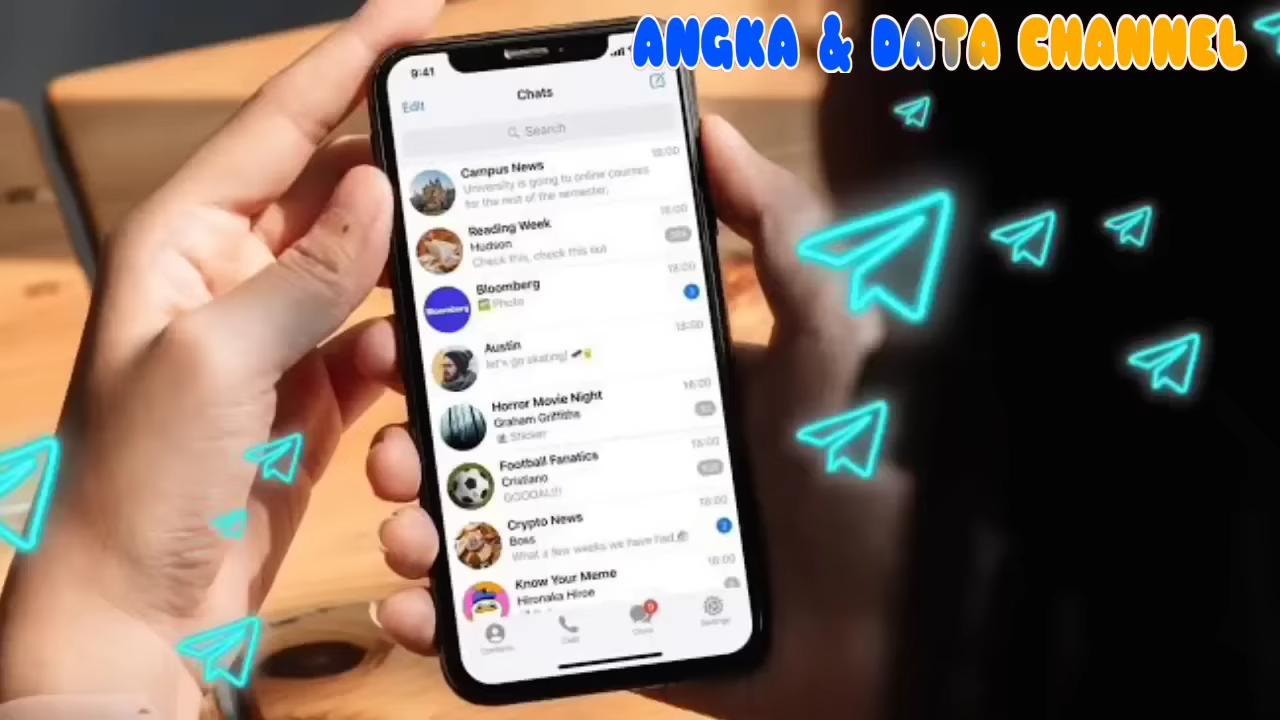 ANGKA & DATA CHANNEL
9:41
Edit
Chats
Search
Campus News
18:00
University is going to online courses
for the rest of the semester.
Reading Week
18:00
Hudson
Check this, check this out
Bloomberg
18:00
Bloomberg
Photo
Austin
18:00
let's go skating!
Horror Movie Night
18:00
Graham Griffiths
Sticker
Football Fanatics
18:00
Cristiano
GOOOAL!!!
Crypto News
18:00
Boss
What a few weeks we have had
Know Your Meme
18:00
Hironaka Hiroe
Contacts
Calls
Chats
Settings